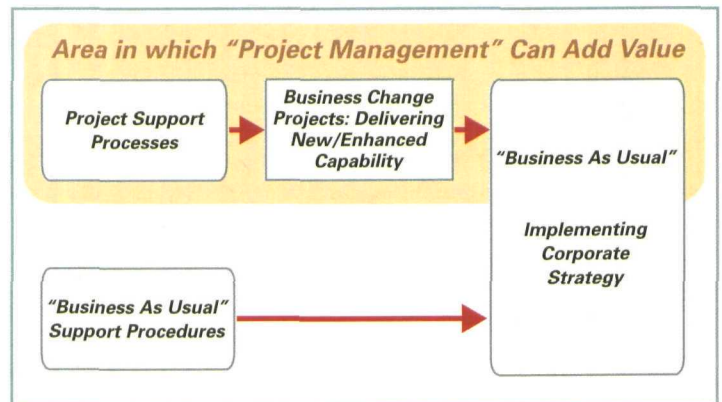 Area in which “Project Management” Can Add Value
Project Support
Processes
Business Change
Projects: Delivering
New/Enhanced
Capability
“Business As Usual”
Implementing
Corporate
Strategy
“Business As Usual”
Support Procedures